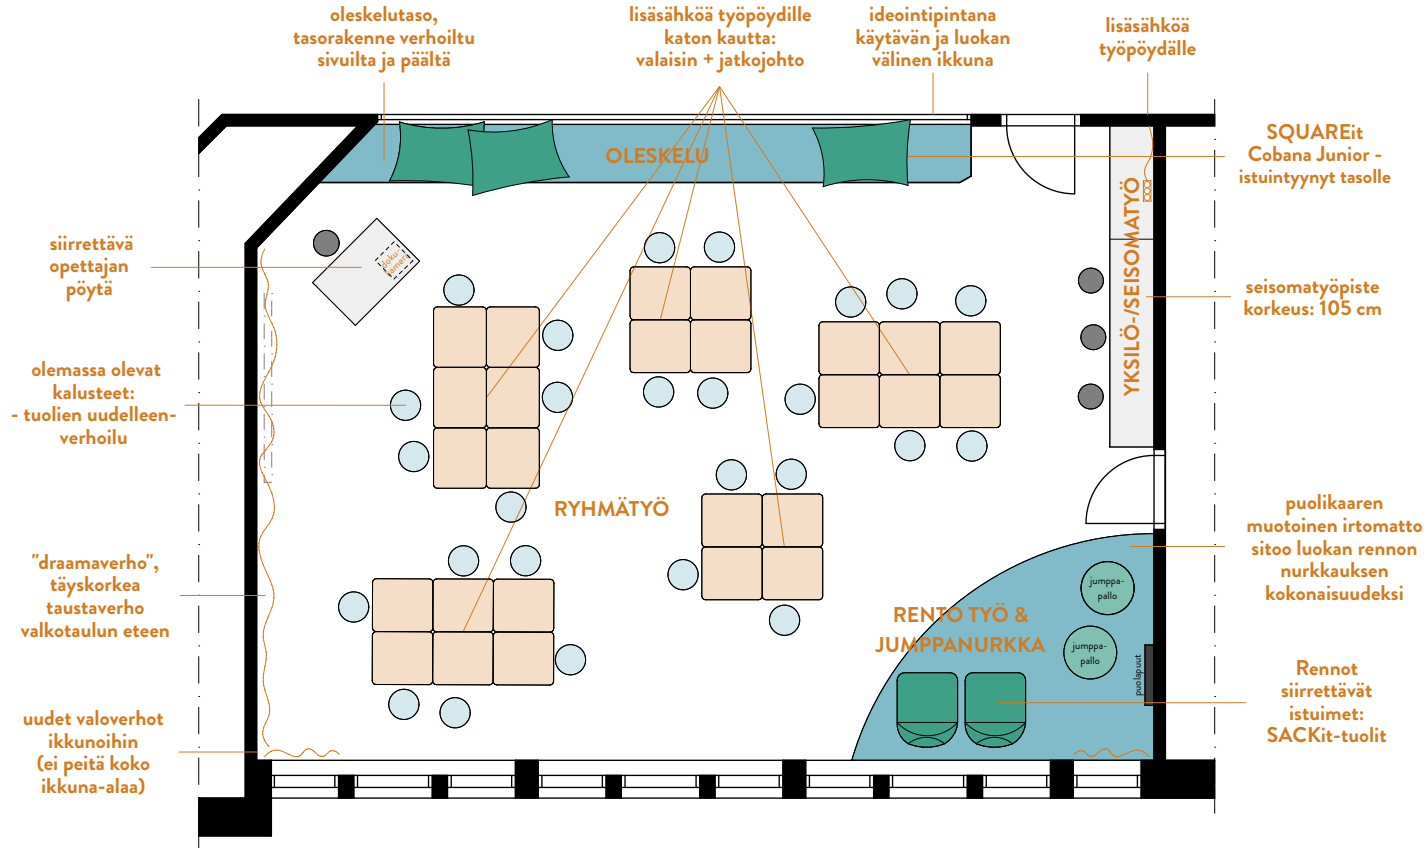 oleskelutaso,
tasorakenne verhoiltu
sivuilta ja päältä
lisäsähköä työpöydille
katon kautta:
valaisin + jatkojohto
ideointipintana
käytävän ja luokan
välinen ikkuna
lisäsähköä
työpöydälle
SQUAREit
Cobana Junior -
istuintyynyt tasolle
OLESKELU
YKSILÖ-/SEISOMATYÖ
siirrettävä
opettajan
pöytä
doku-
kamera
seisomatyöpiste
korkeus: 105 cm
olemassa olevat
kalusteet:
- tuolien uudelleen-
verhoilu
RYHMÄTYÖ
puolikaaren
muotoinen irtomatto
sitoo luokan rennon
nurkkauksen
kokonaisuudeksi
"draamaverho",
täyskorkea
taustaverho
valkotaulun eteen
jumppa-
pallo
RENTO TYÖ &
JUMPPANURKKA
jumppa-
pallo
puolapuut
Rennot
siirrettävät
istuimet:
SACKit-tuolit
uudet valoverhot
ikkunoihin
(ei peitä koko
ikkuna-alaa)